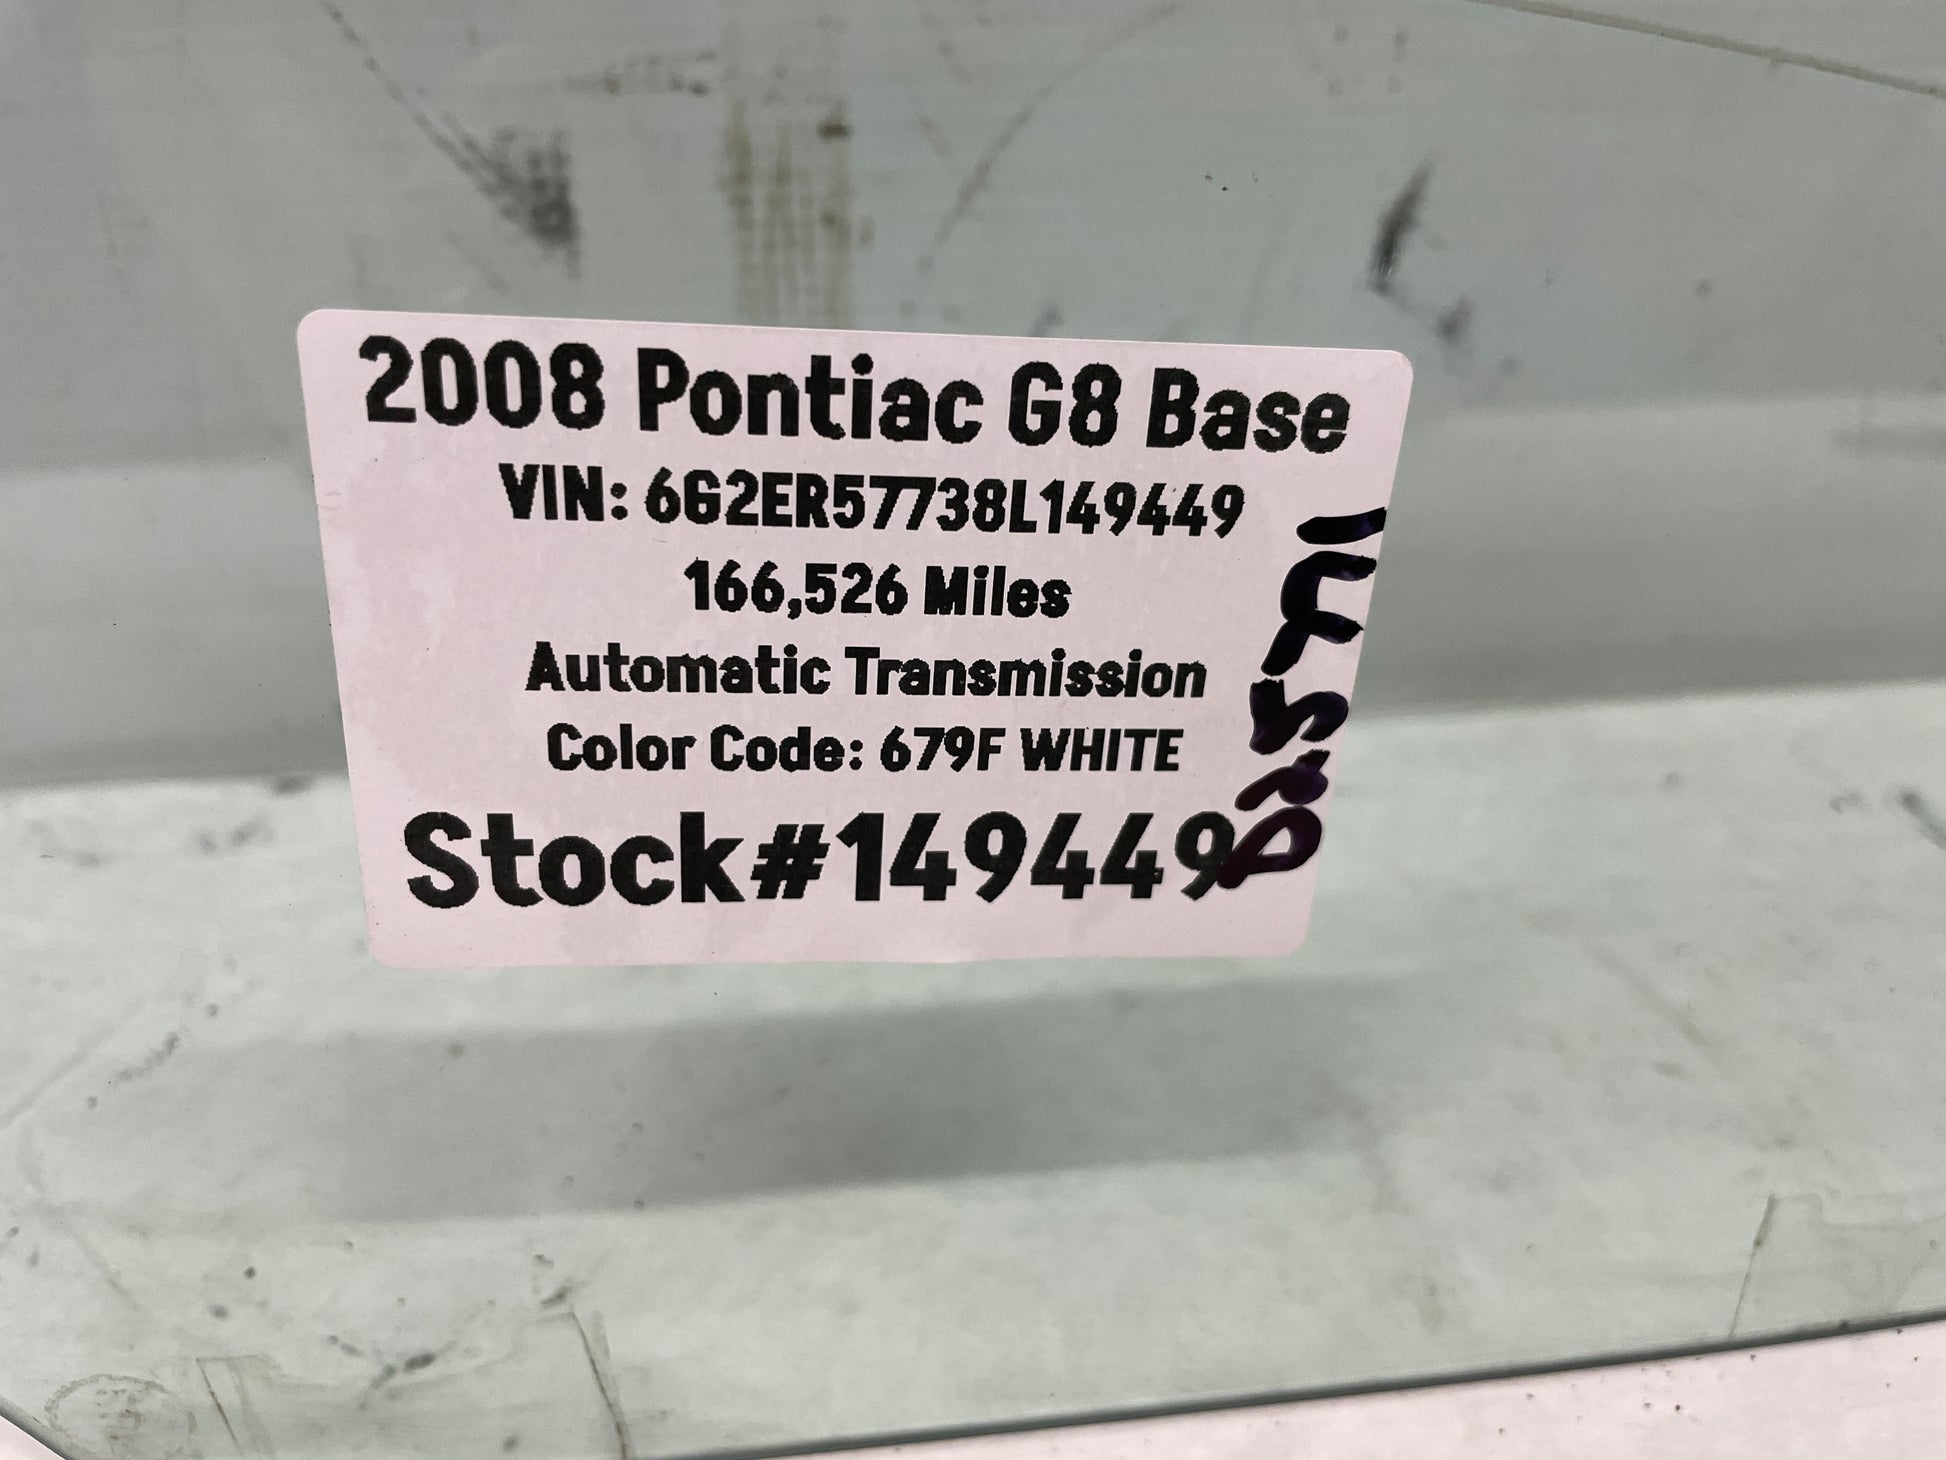 2008 Pontiac G8 Base
VIN: 6G2ER57738L149449
166,526 Miles
Automatic Transmission
Color Code: 679F WHITE
Stock#149449